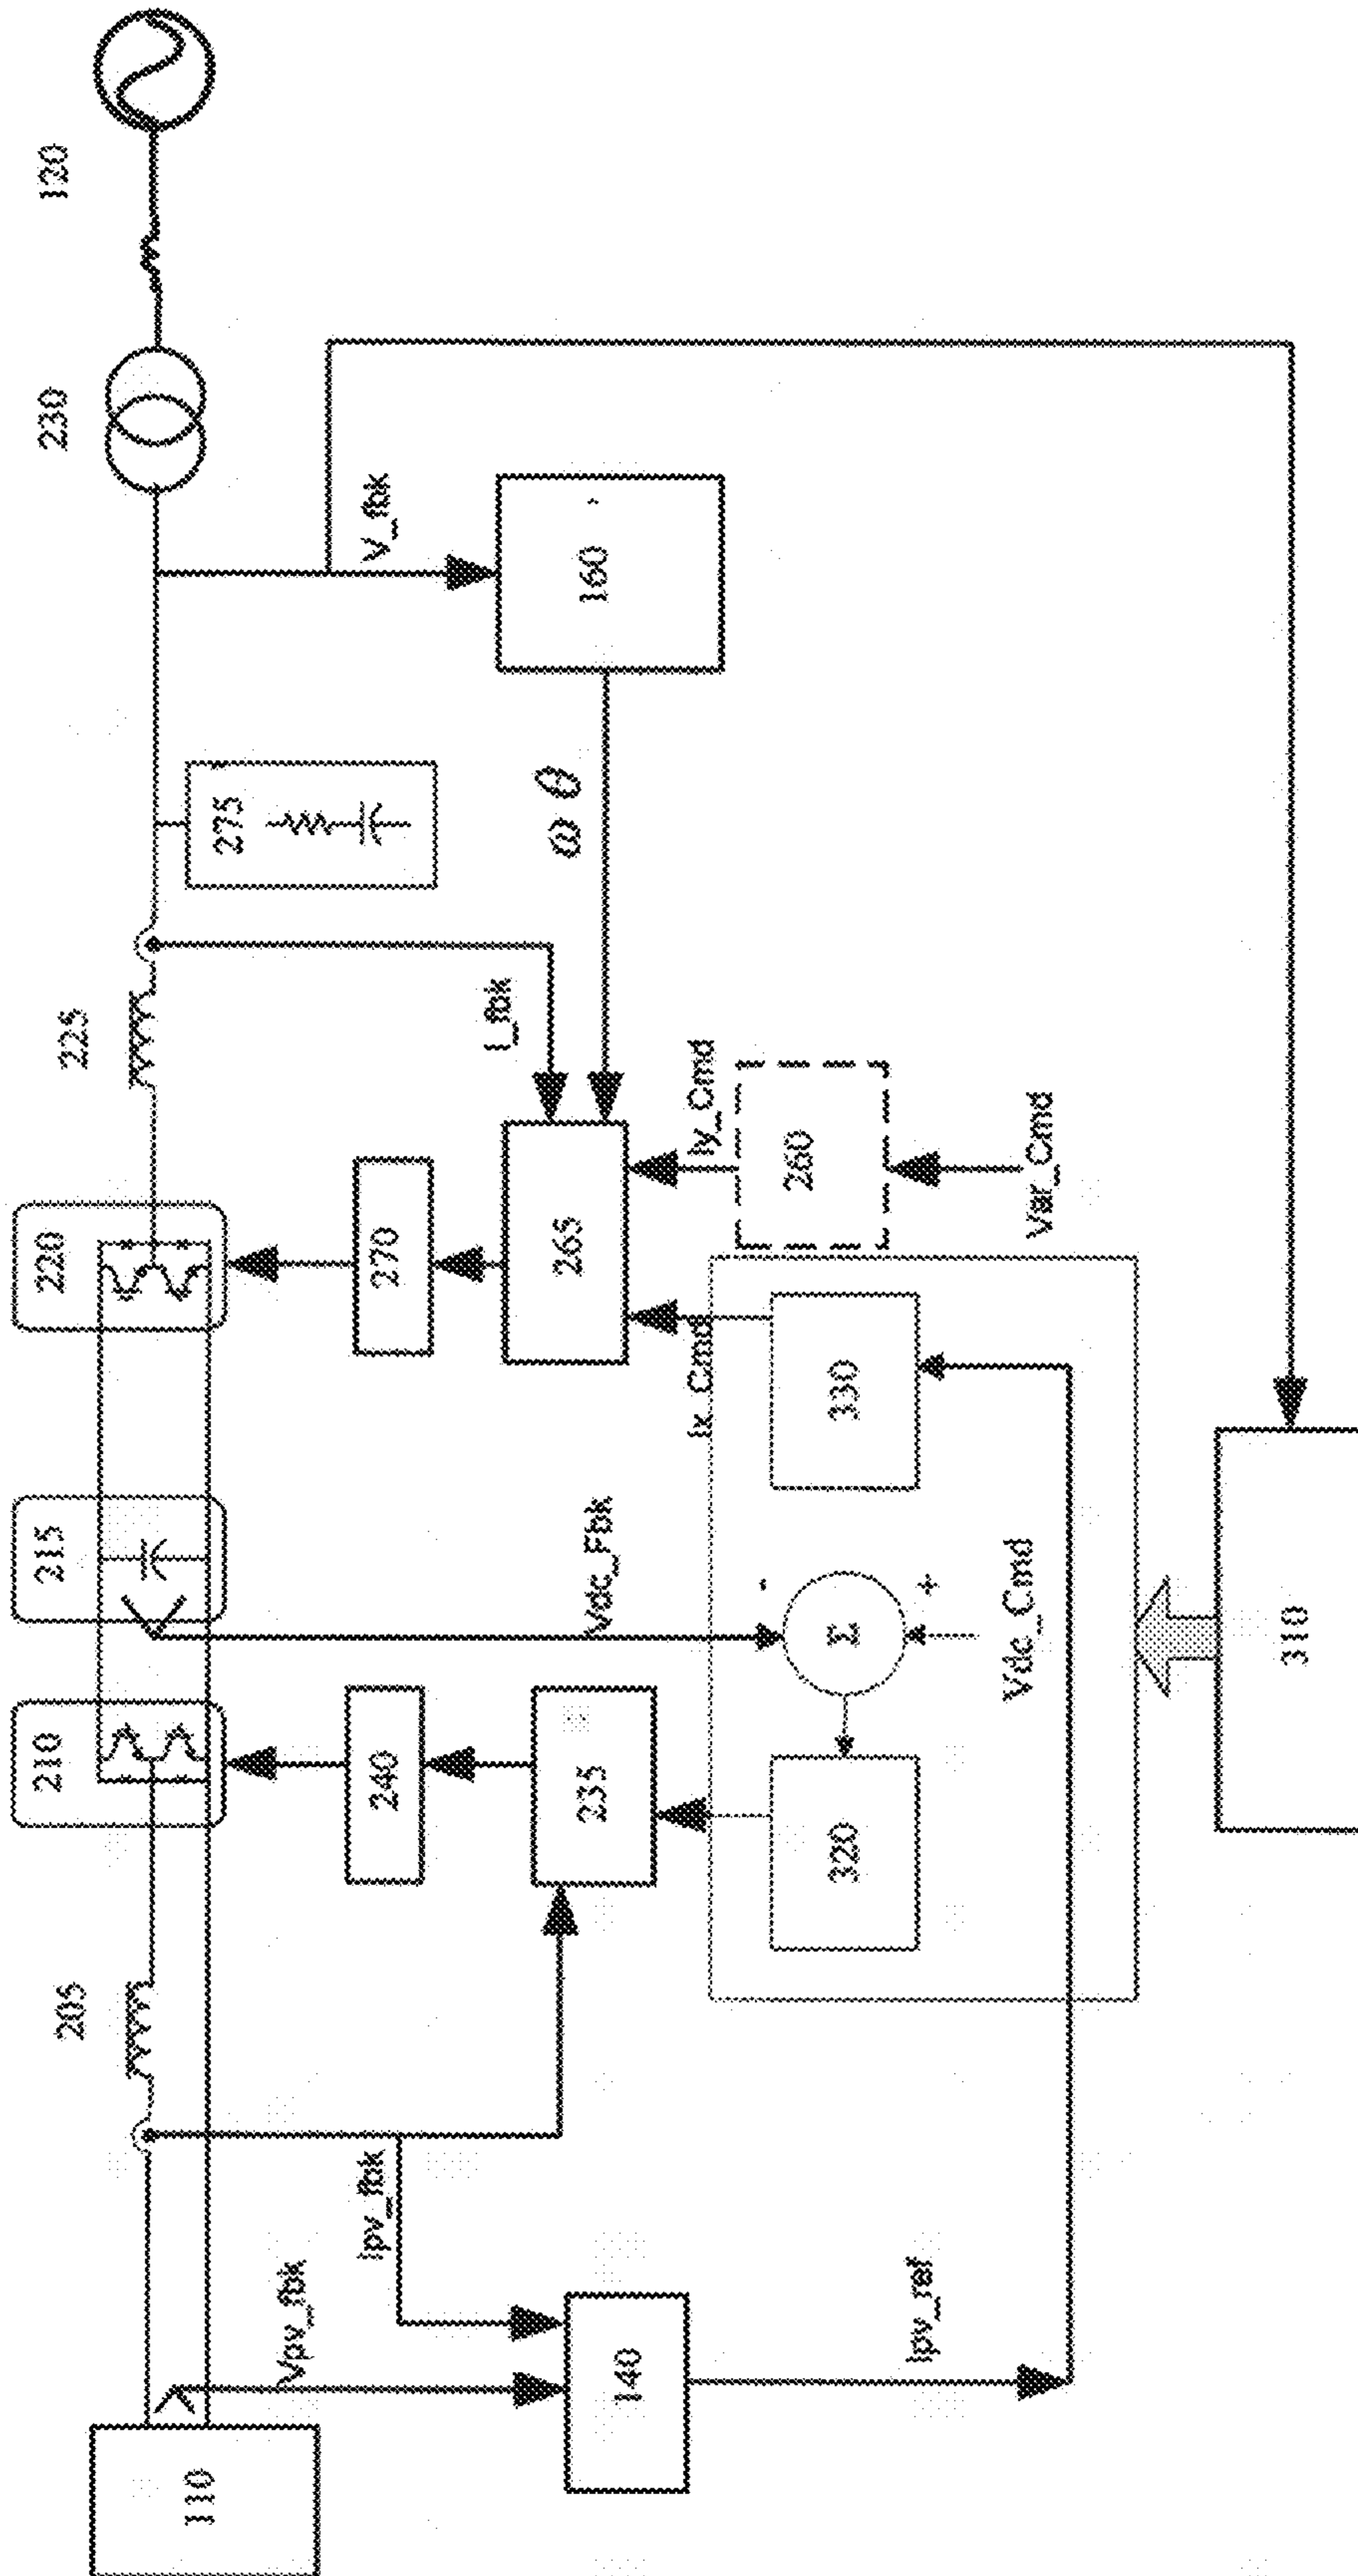 110
205
210
215
220
225
230
120
Vpv_fbk
Ipv_fbk
240
270
275
Vdc_Fbk
I_fbk
V_fbk
140
235
265
ω θ
160
Ix_Cmd
Iy_Cmd
320
Σ
-
+
330
260
Ipv_ref
Vdc_Cmd
Var_Cmd
310